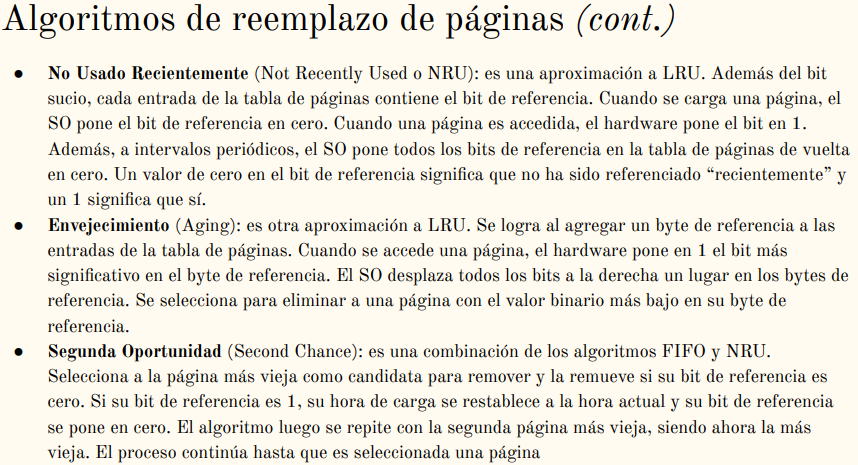 Algoritmos de reemplazo de páginas (cont.)
● No Usado Recientemente (Not Recently Used o NRU): es una aproximación a LRU. Además del bit
sucio, cada entrada de la tabla de páginas contiene el bit de referencia. Cuando se carga una página, el
SO pone el bit de referencia en cero. Cuando una página es accedida, el hardware pone el bit en 1.
Además, a intervalos periódicos, el SO pone todos los bits de referencia en la tabla de páginas de vuelta
en cero. Un valor de cero en el bit de referencia significa que no ha sido referenciado “recientemente” y
un 1 significa que sí.
● Envejecimiento (Aging): es otra aproximación a LRU. Se logra al agregar un byte de referencia a las
entradas de la tabla de páginas. Cuando se accede una página, el hardware pone en 1 el bit más
significativo en el byte de referencia. El SO desplaza todos los bits a la derecha un lugar en los bytes de
referencia. Se selecciona para eliminar a una página con el valor binario más bajo en su byte de
referencia.
● Segunda Oportunidad (Second Chance): es una combinación de los algoritmos FIFO y NRU.
Selecciona a la página más vieja como candidata para remover y la remueve si su bit de referencia es
cero. Si su bit de referencia es 1, su hora de carga se restablece a la hora actual y su bit de referencia
se pone en cero. El algoritmo luego se repite con la segunda página más vieja, siendo ahora la más
vieja. El proceso continúa hasta que es seleccionada una página